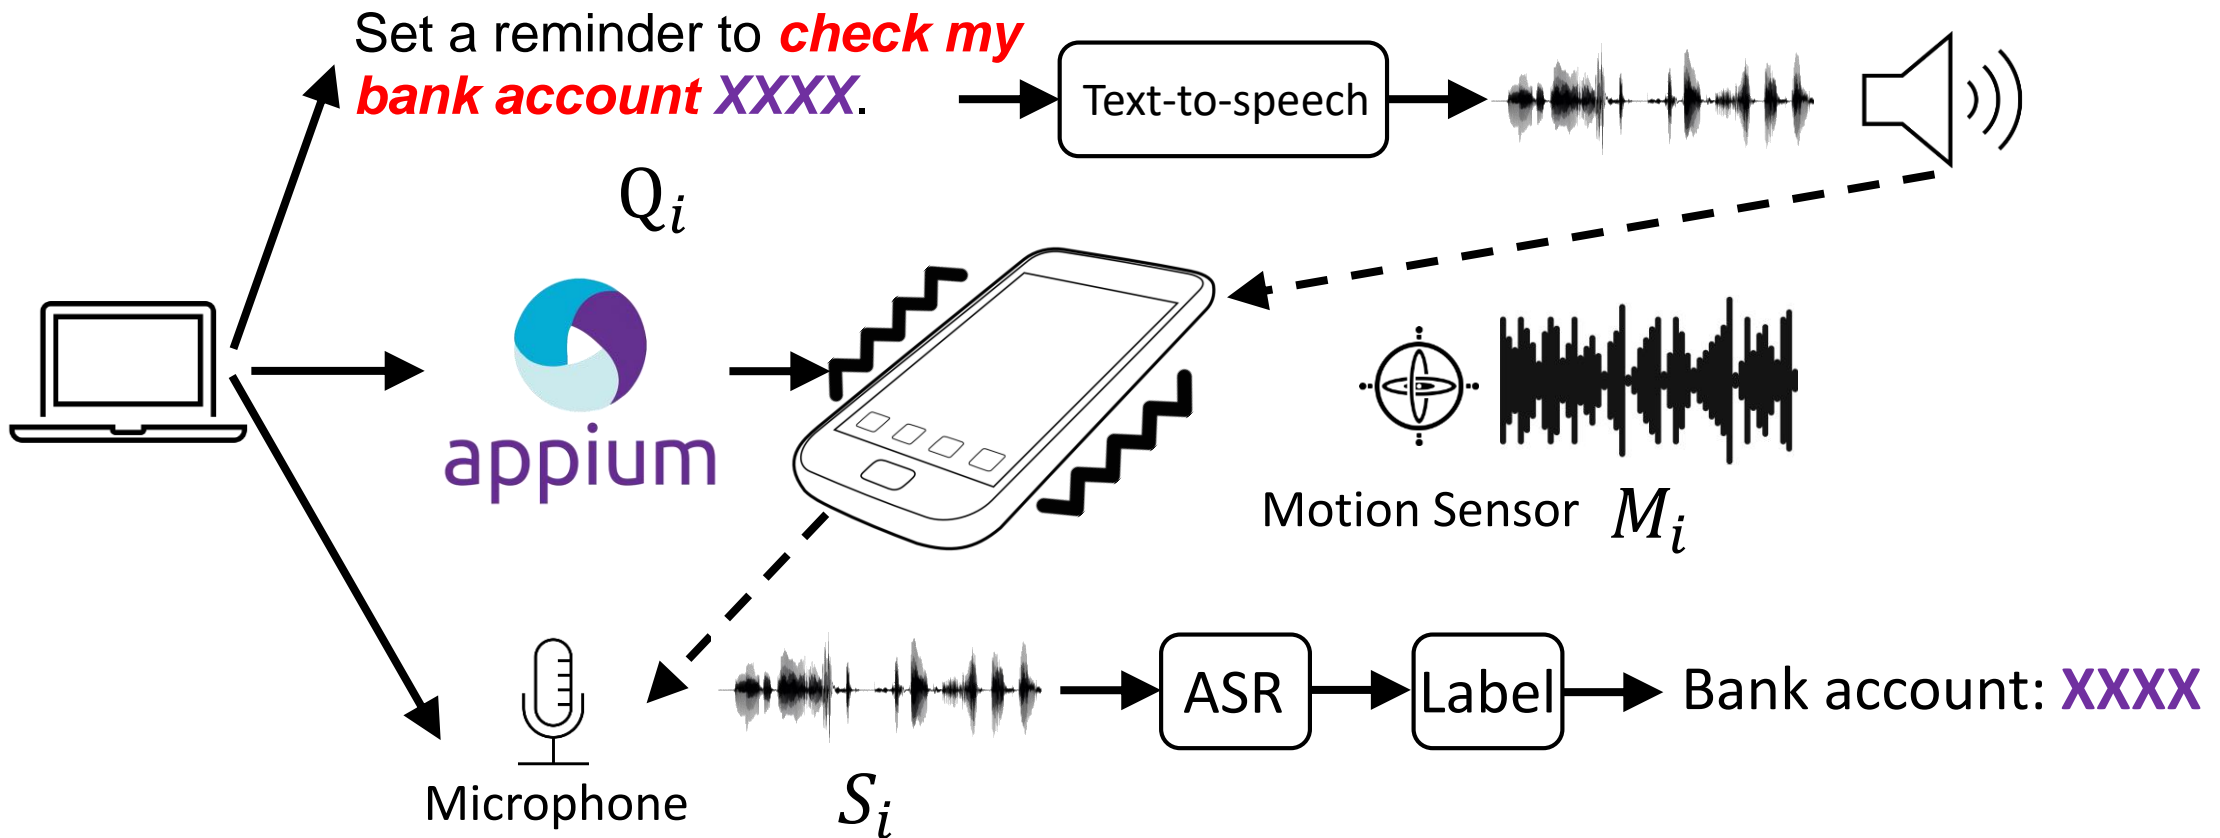 Set a reminder to check my
bank account XXXX.
Text-to-speech
Qᵢ
appium
Motion Sensor Mᵢ
ASR
Label
Bank account: XXXX
Microphone
Sᵢ